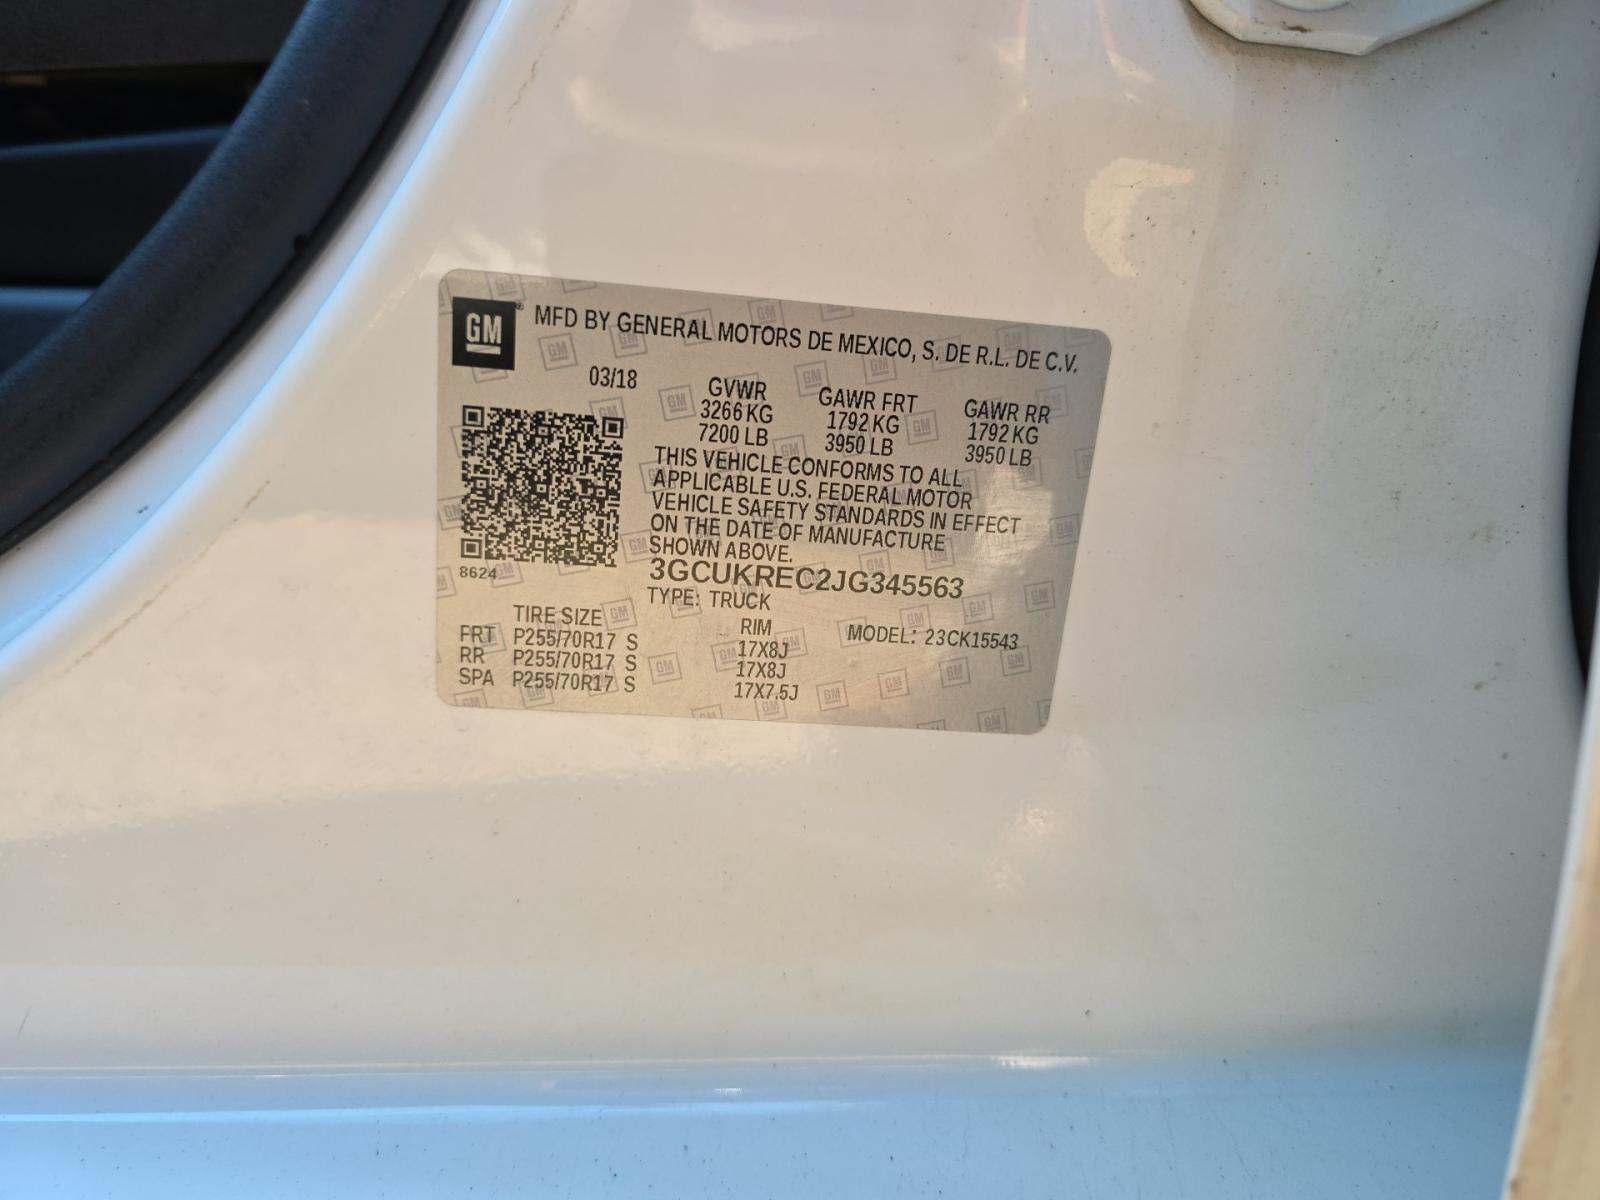 GM ® MFD BY GENERAL MOTORS DE MEXICO, S. DE R.L. DE C.V.
03/18
GVWR GAWR FRT GAWR RR
3266 KG 1792 KG 1792 KG
7200 LB 3950 LB 3950 LB
THIS VEHICLE CONFORMS TO ALL
APPLICABLE U.S. FEDERAL MOTOR
VEHICLE SAFETY STANDARDS IN EFFECT
ON THE DATE OF MANUFACTURE
SHOWN ABOVE.
8624
3GCUKREC2JG345563
TYPE: TRUCK
TIRE SIZE RIM MODEL: 23CK15543
FRT P255/70R17 S 17X8J
RR P255/70R17 S 17X8J
SPA P255/70R17 S 17X7.5J